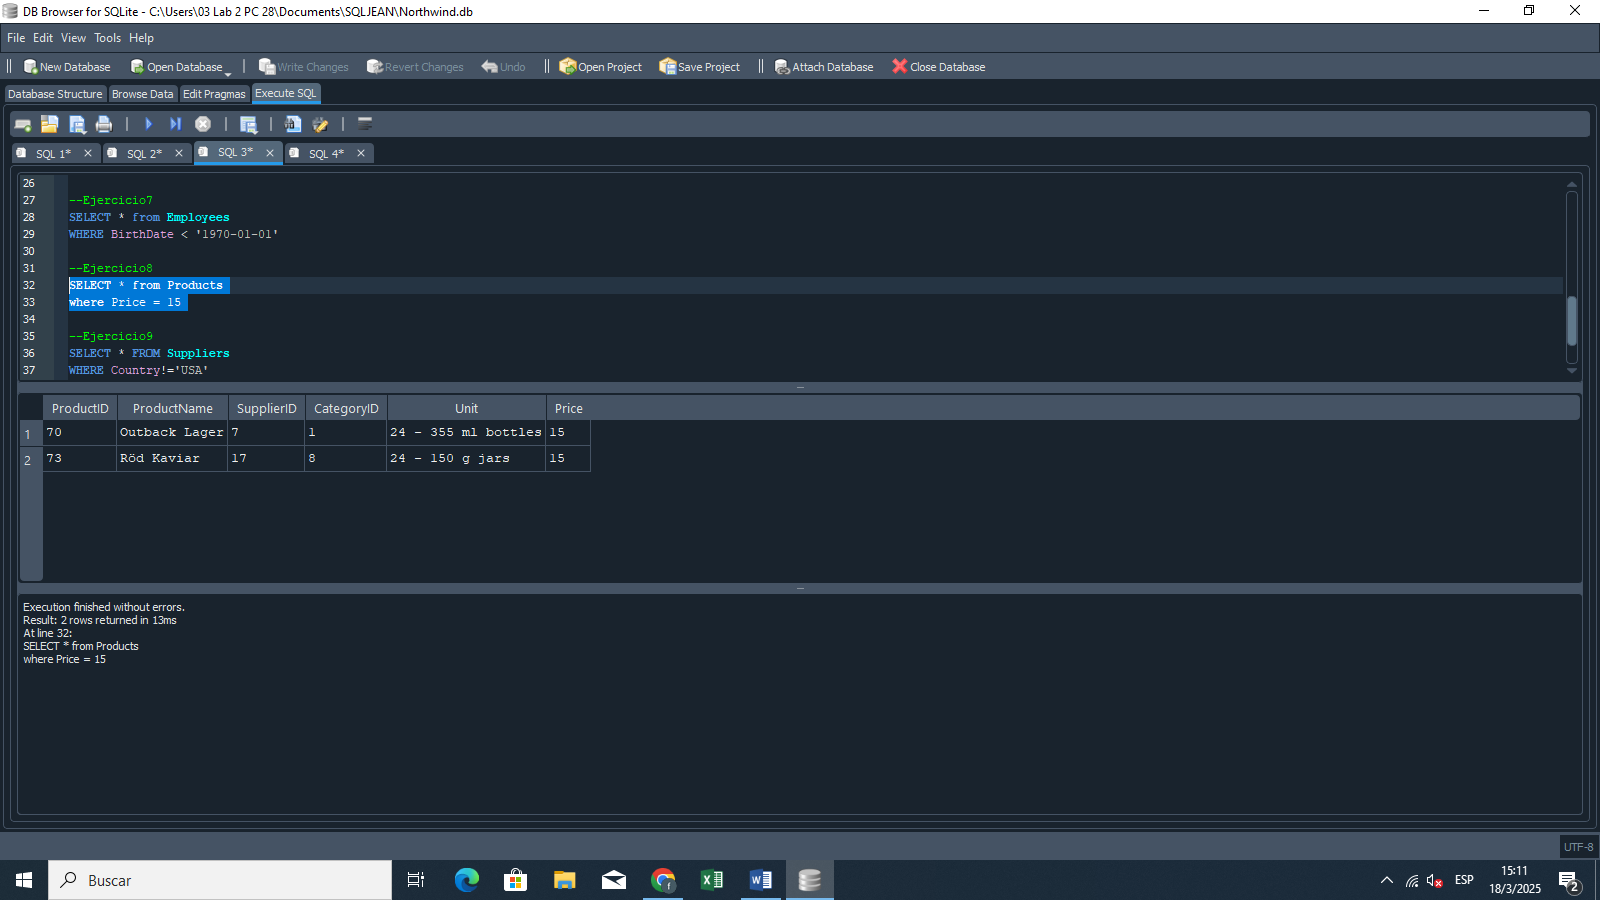 DB Browser for SQLite - C:\Users\03 Lab 2 PC 28\Documents\SQLJEAN\Northwind.db
File Edit View Tools Help
New Database Open Database Write Changes Revert Changes Undo Open Project Save Project Attach Database Close Database
Database Structure Browse Data Edit Pragmas Execute SQL
SQL 1* SQL 2* SQL 3* SQL 4*
26
27 --Ejercicio7
28 SELECT * from Employees
29 WHERE BirthDate < '1970-01-01'
30
31 --Ejercicio8
32 SELECT * from Products
33 where Price = 15
34
35 --Ejercicio9
36 SELECT * FROM Suppliers
37 WHERE Country!='USA'
ProductID ProductName SupplierID CategoryID Unit Price
1 70 Outback Lager 7 1 24 - 355 ml bottles 15
2 73 Röd Kaviar 17 8 24 - 150 g jars 15
Execution finished without errors.
Result: 2 rows returned in 13ms
At line 32:
SELECT * from Products
where Price = 15
UTF-8
Buscar
ESP
15:11
18/3/2025
2